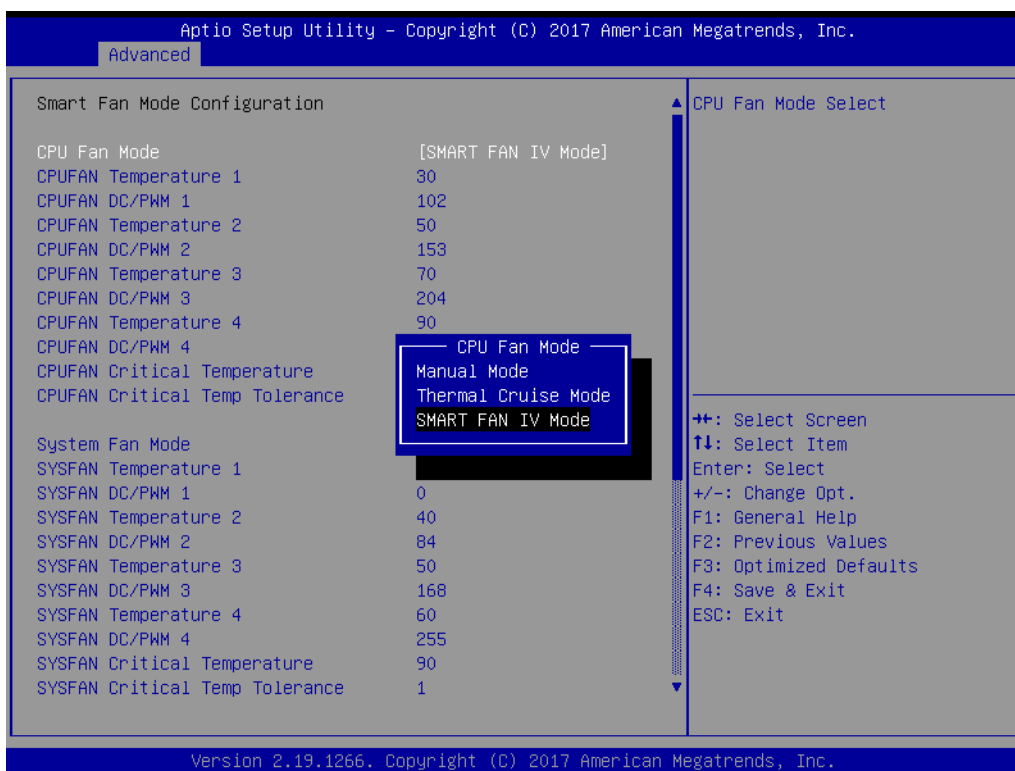 Aptio Setup Utility – Copyright (C) 2017 American Megatrends, Inc.
Advanced
Smart Fan Mode Configuration
CPU Fan Mode [SMART FAN IV Mode]
CPUFAN Temperature 1 30
CPUFAN DC/PWM 1 102
CPUFAN Temperature 2 50
CPUFAN DC/PWM 2 153
CPUFAN Temperature 3 70
CPUFAN DC/PWM 3 204
CPUFAN Temperature 4 90
CPUFAN DC/PWM 4
CPUFAN Critical Temperature
CPUFAN Critical Temp Tolerance
System Fan Mode
SYSFAN Temperature 1
SYSFAN DC/PWM 1 0
SYSFAN Temperature 2 40
SYSFAN DC/PWM 2 84
SYSFAN Temperature 3 50
SYSFAN DC/PWM 3 168
SYSFAN Temperature 4 60
SYSFAN DC/PWM 4 255
SYSFAN Critical Temperature 90
SYSFAN Critical Temp Tolerance 1
CPU Fan Mode
Manual Mode
Thermal Cruise Mode
SMART FAN IV Mode
CPU Fan Mode Select
→←: Select Screen
↑↓: Select Item
Enter: Select
+/-: Change Opt.
F1: General Help
F2: Previous Values
F3: Optimized Defaults
F4: Save & Exit
ESC: Exit
Version 2.19.1266. Copyright (C) 2017 American Megatrends, Inc.